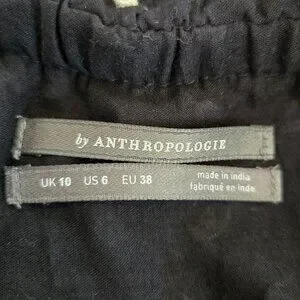 by ANTHROPOLOGIE
UK 10 US 6 EU 38
made in india
fabriqué en inde